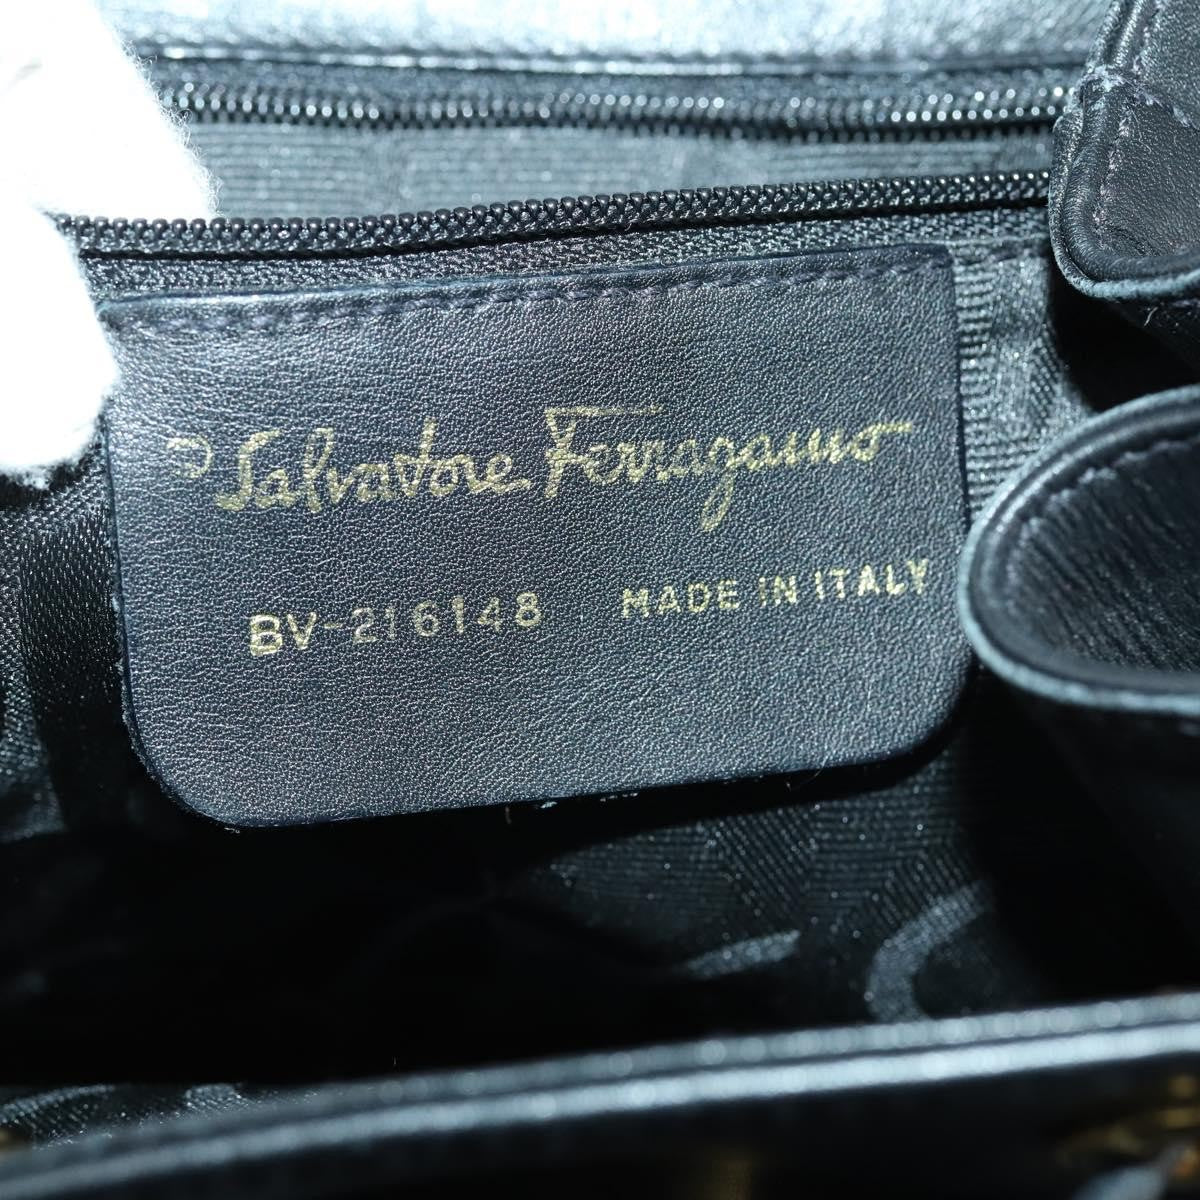 Salvatore Ferragamo
BV-216148 MADE IN ITALY